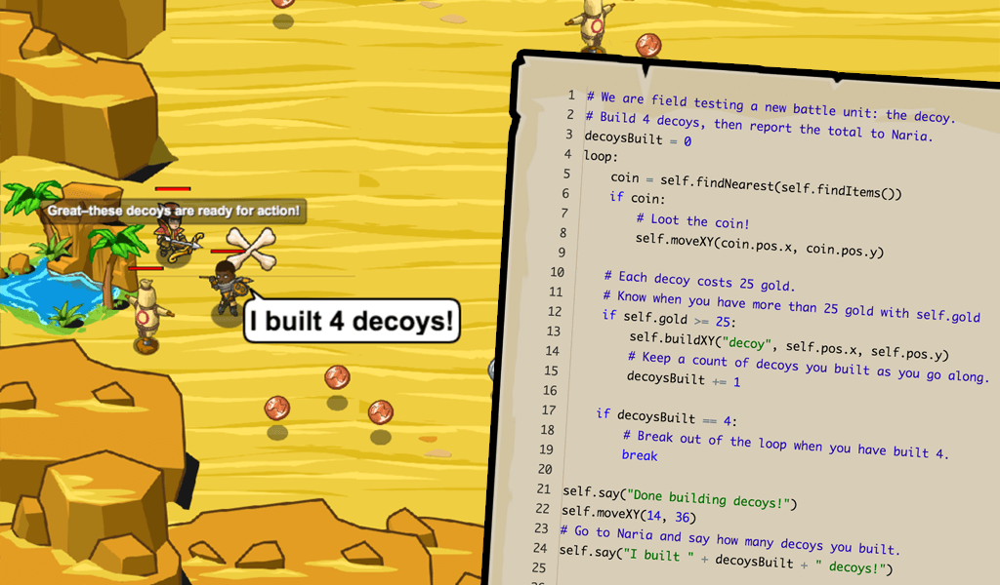 Great–these decoys are ready for action!
I built 4 decoys!
1 # We are field testing a new battle unit: the decoy.
2 # Build 4 decoys, then report the total to Naria.
3 decoysBuilt = 0
4 loop:
5 coin = self.findNearest(self.findItems())
6 if coin:
7 # Loot the coin!
8 self.moveXY(coin.pos.x, coin.pos.y)
9
10 # Each decoy costs 25 gold.
11 # Know when you have more than 25 gold with self.gold
12 if self.gold >= 25:
13 self.buildXY("decoy", self.pos.x, self.pos.y)
14 # Keep a count of decoys you built as you go along.
15 decoysBuilt += 1
16
17 if decoysBuilt == 4:
18 # Break out of the loop when you have built 4.
19 break
20
21 self.say("Done building decoys!")
22 self.moveXY(14, 36)
23 # Go to Naria and say how many decoys you built.
24 self.say("I built " + decoysBuilt + " decoys!")
25